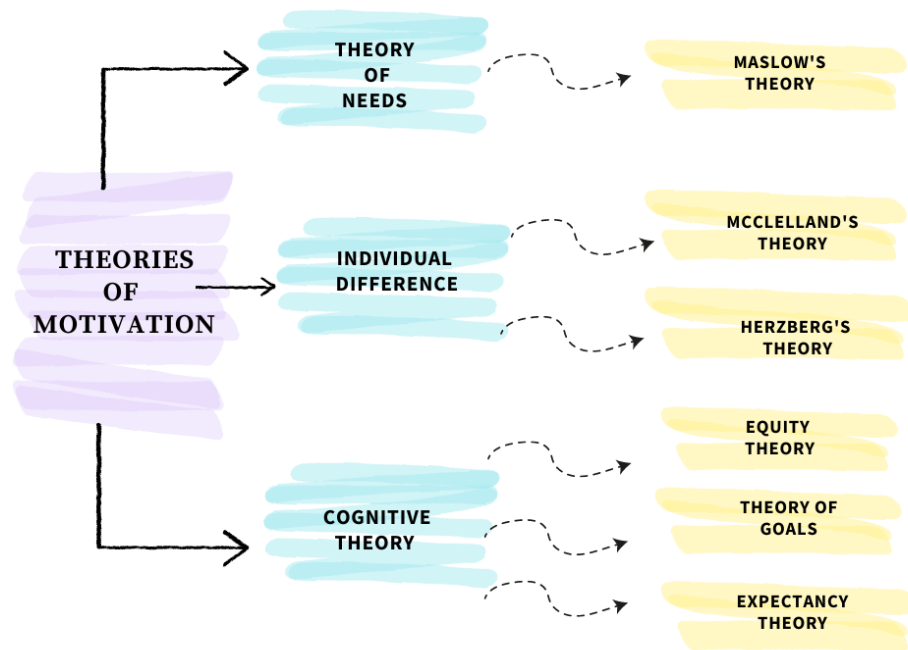 THEORIES
OF
MOTIVATION
THEORY
OF
NEEDS
MASLOW'S
THEORY
INDIVIDUAL
DIFFERENCE
MCCLELLAND'S
THEORY
HERZBERG'S
THEORY
COGNITIVE
THEORY
EQUITY
THEORY
THEORY OF
GOALS
EXPECTANCY
THEORY